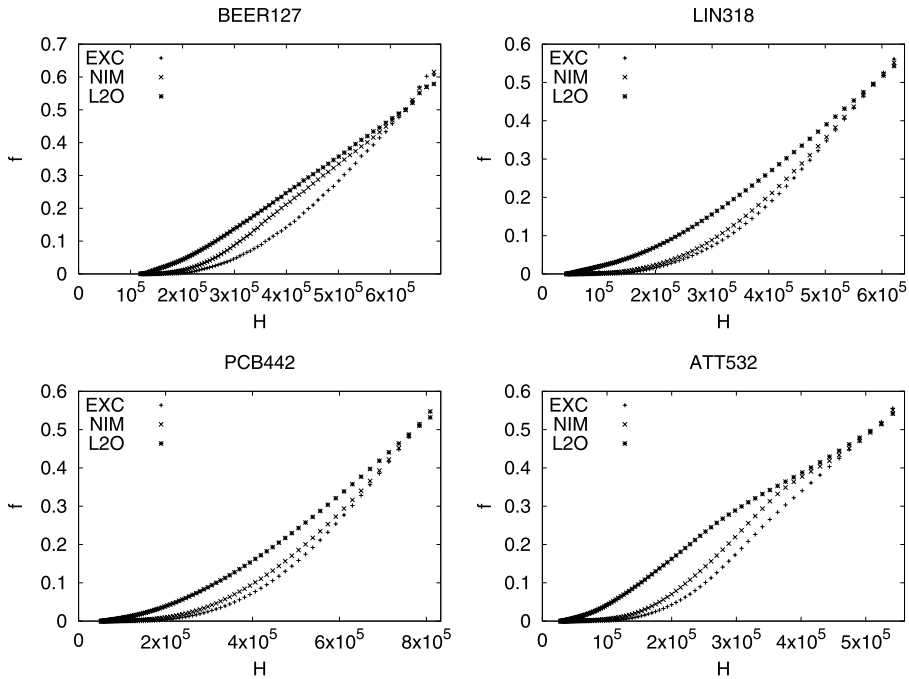 BEER127
0.7
0.6
0.5
0.4
0.3
0.2
0.1
0
f
EXC
NIM
L2O
0 10⁵ 2x10⁵ 3x10⁵ 4x10⁵ 5x10⁵ 6x10⁵
H
LIN318
0.6
0.5
0.4
0.3
0.2
0.1
0
f
EXC
NIM
L2O
0 10⁵ 2x10⁵ 3x10⁵ 4x10⁵ 5x10⁵ 6x10⁵
H
PCB442
0.6
0.5
0.4
0.3
0.2
0.1
0
f
EXC
NIM
L2O
0 2x10⁵ 4x10⁵ 6x10⁵ 8x10⁵
H
ATT532
0.6
0.5
0.4
0.3
0.2
0.1
0
f
EXC
NIM
L2O
0 10⁵ 2x10⁵ 3x10⁵ 4x10⁵ 5x10⁵
H